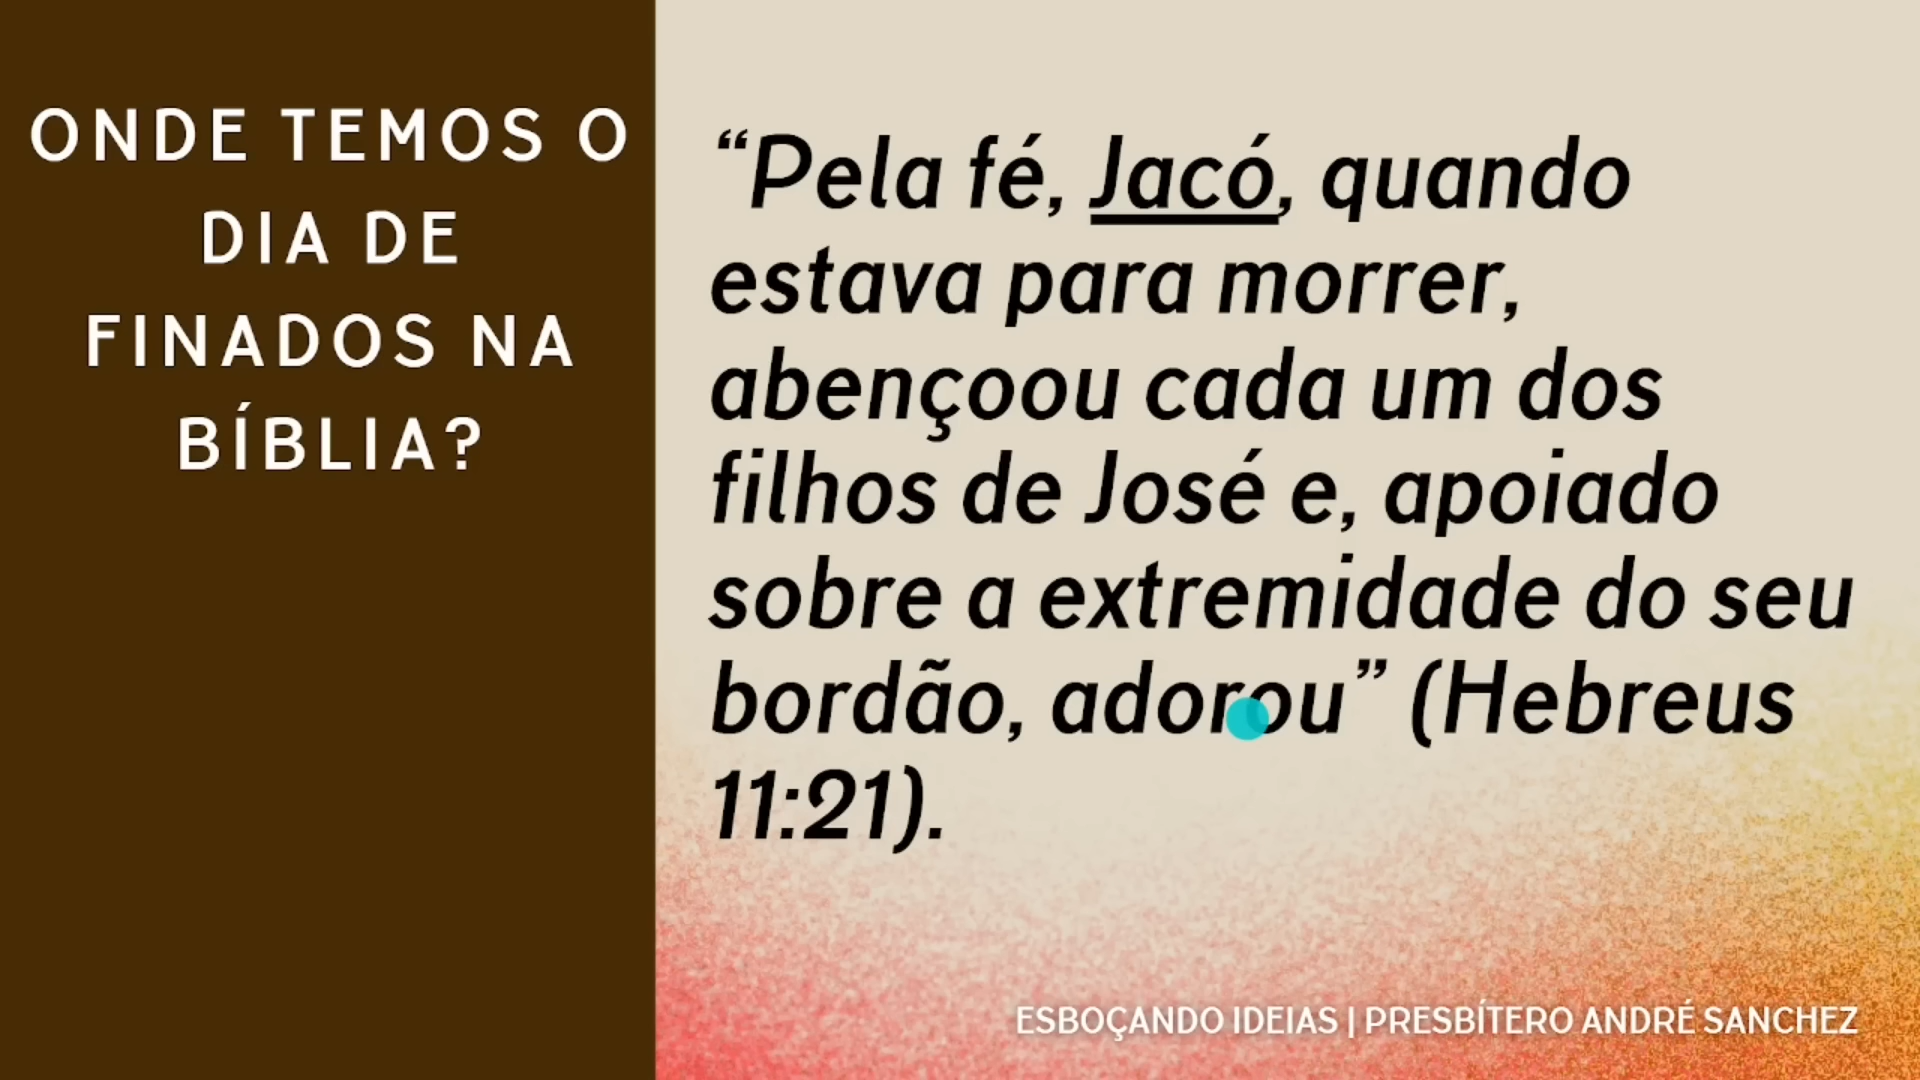 ONDE TEMOS O
DIA DE
FINADOS NA
BÍBLIA?
“Pela fé, Jacó, quando
estava para morrer,
abençoou cada um dos
filhos de José e, apoiado
sobre a extremidade do seu
bordão, adorou” (Hebreus
11:21).
ESBOÇANDO IDEIAS | PRESBÍTERO ANDRÉ SANCHEZ